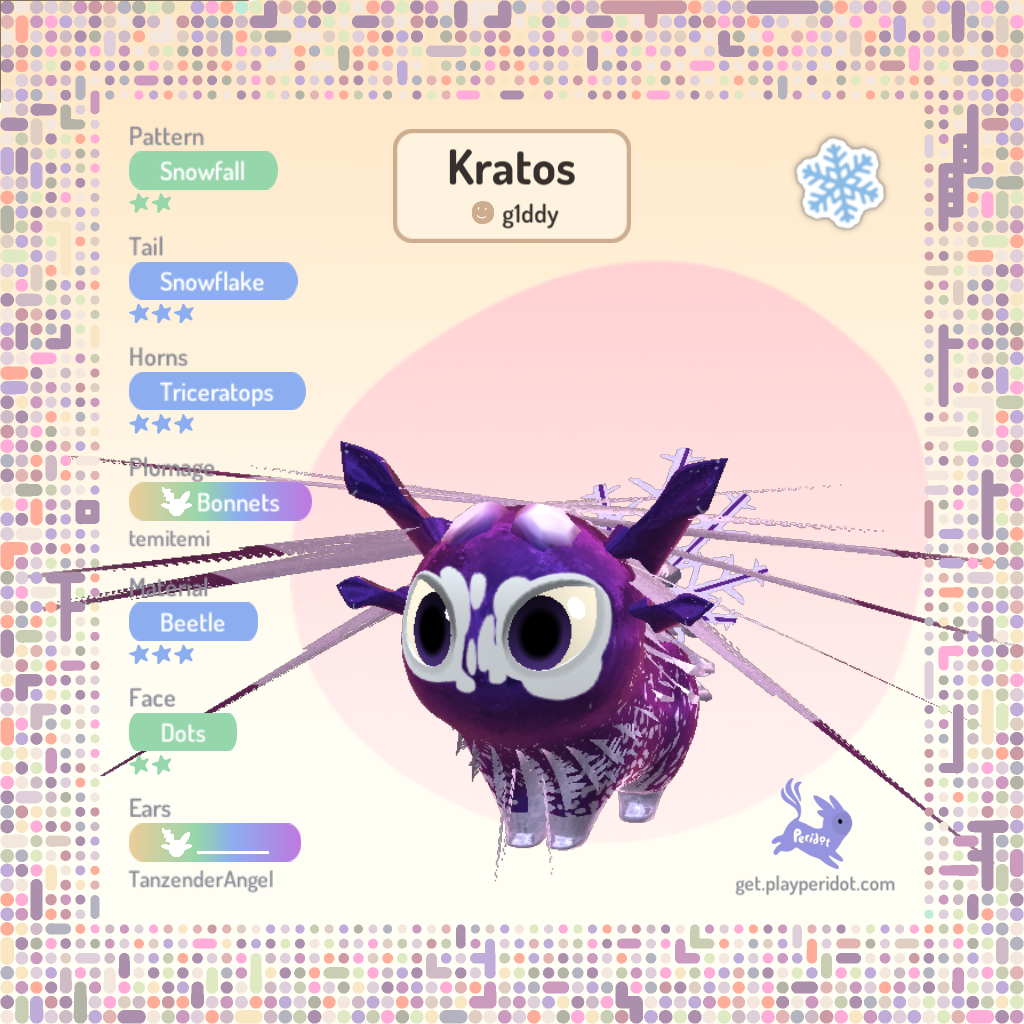 Kratos
g1ddy
Pattern
Snowfall
Tail
Snowflake
Horns
Triceratops
Plumage
Bonnets
temitemi
Material
Beetle
Face
Dots
Ears
TanzenderAngel
Peridot
get.playperidot.com